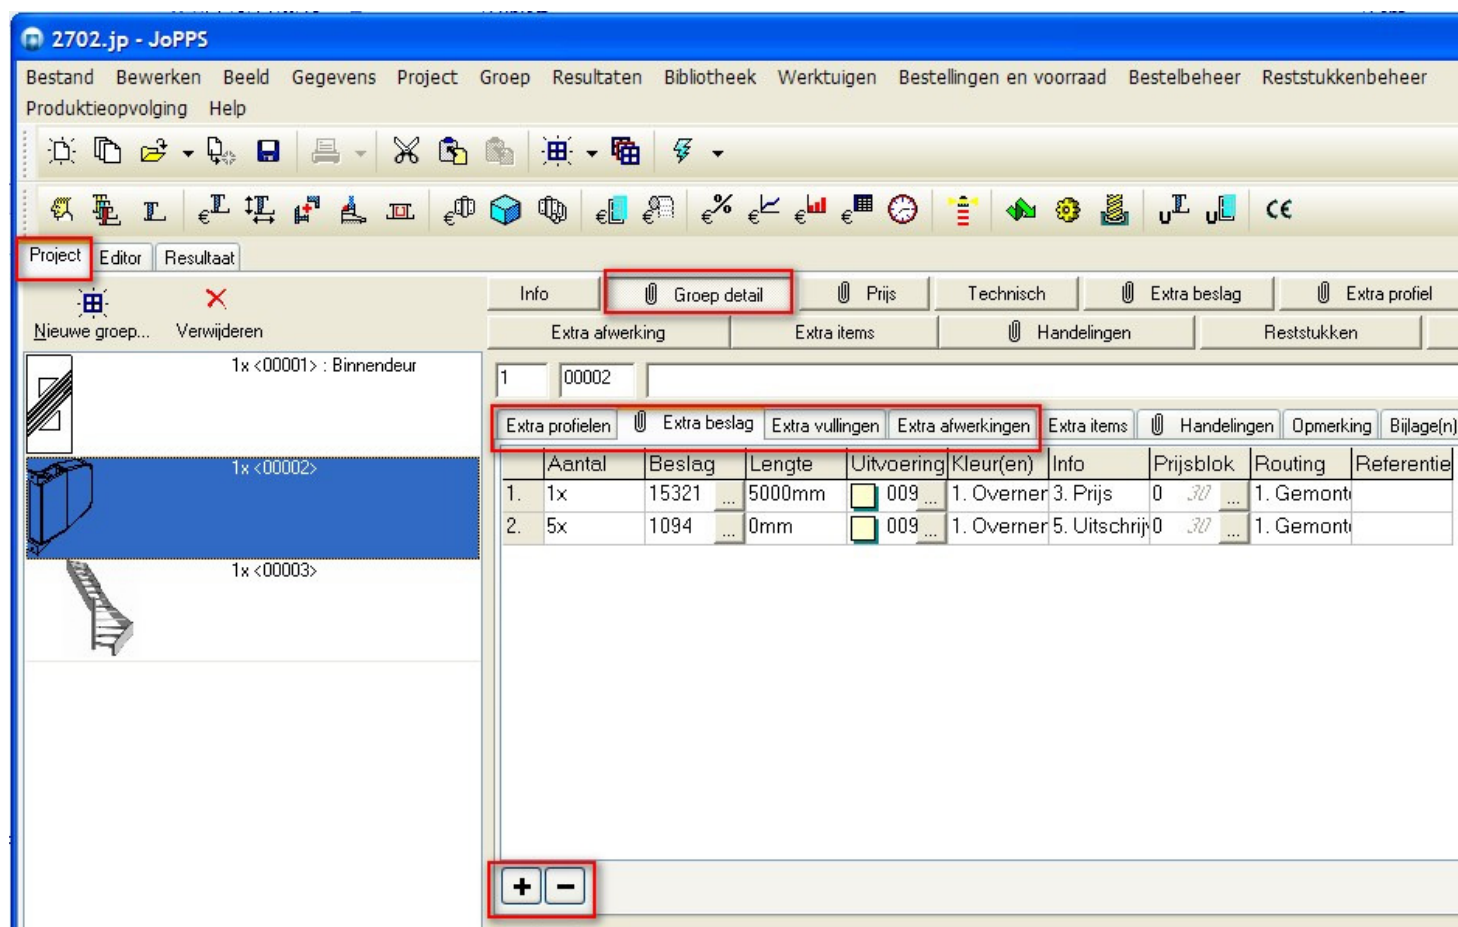 2702.jp - JoPPS
Bestand Bewerken Beeld Gegevens Project Groep Resultaten Bibliotheek Werktuigen Bestellingen en voorraad Bestelbeheer Reststukkenbeheer
Produktieopvolging Help
Project Editor Resultaat
Info Groep detail Prijs Technisch Extra beslag Extra profiel
Nieuwe groep... Verwijderen Extra afwerking Extra items Handelingen Reststukken
1x <00001> : Binnendeur
1 00002
Extra profielen Extra beslag Extra vullingen Extra afwerkingen Extra items Handelingen Opmerking Bijlage(n)
Aantal Beslag Lengte Uitvoering Kleur(en) Info Prijsblok Routing Referentie
1x <00002>
1. 1x 15321 ... 5000mm 009 ... 1. Overner 3. Prijs 0 30 ... 1. Gemont
2. 5x 1094 ... 0mm 009 ... 1. Overner 5. Uitschrij 0 30 ... 1. Gemont
1x <00003>
+ −